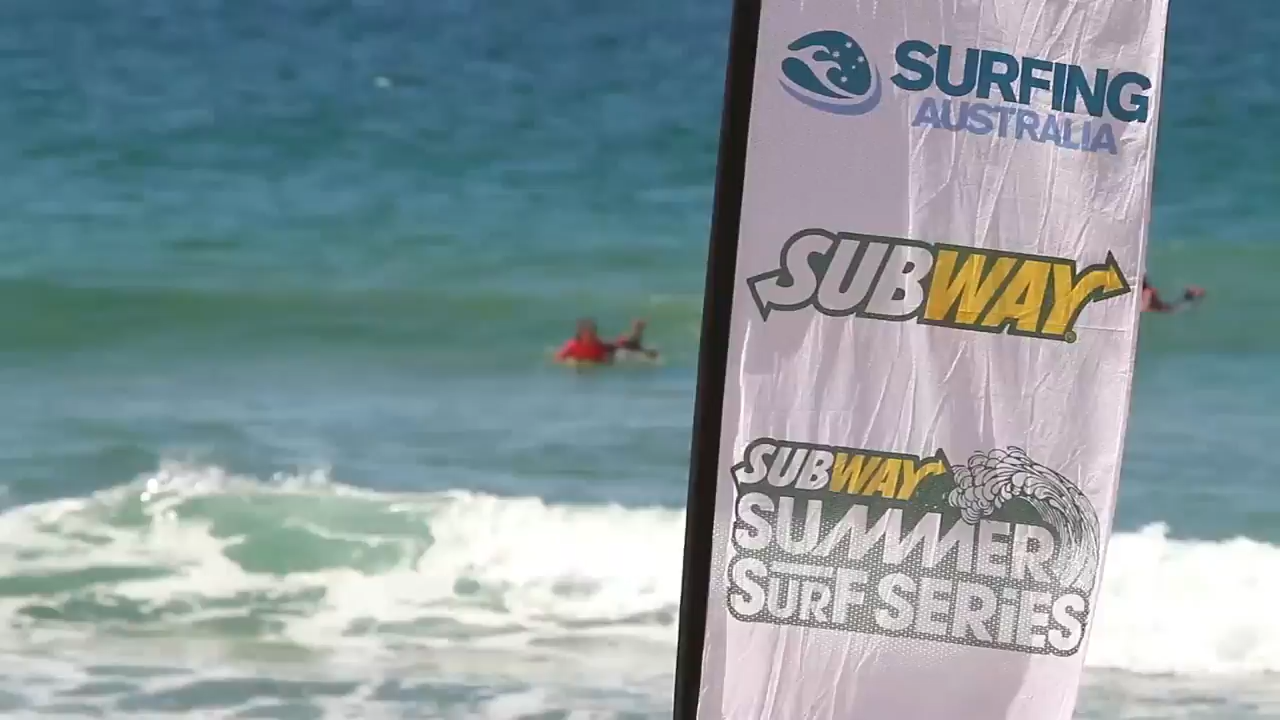 SURFING
AUSTRALIA
SUBWAY
SUBWAY
SUMMER
SURF SERiES